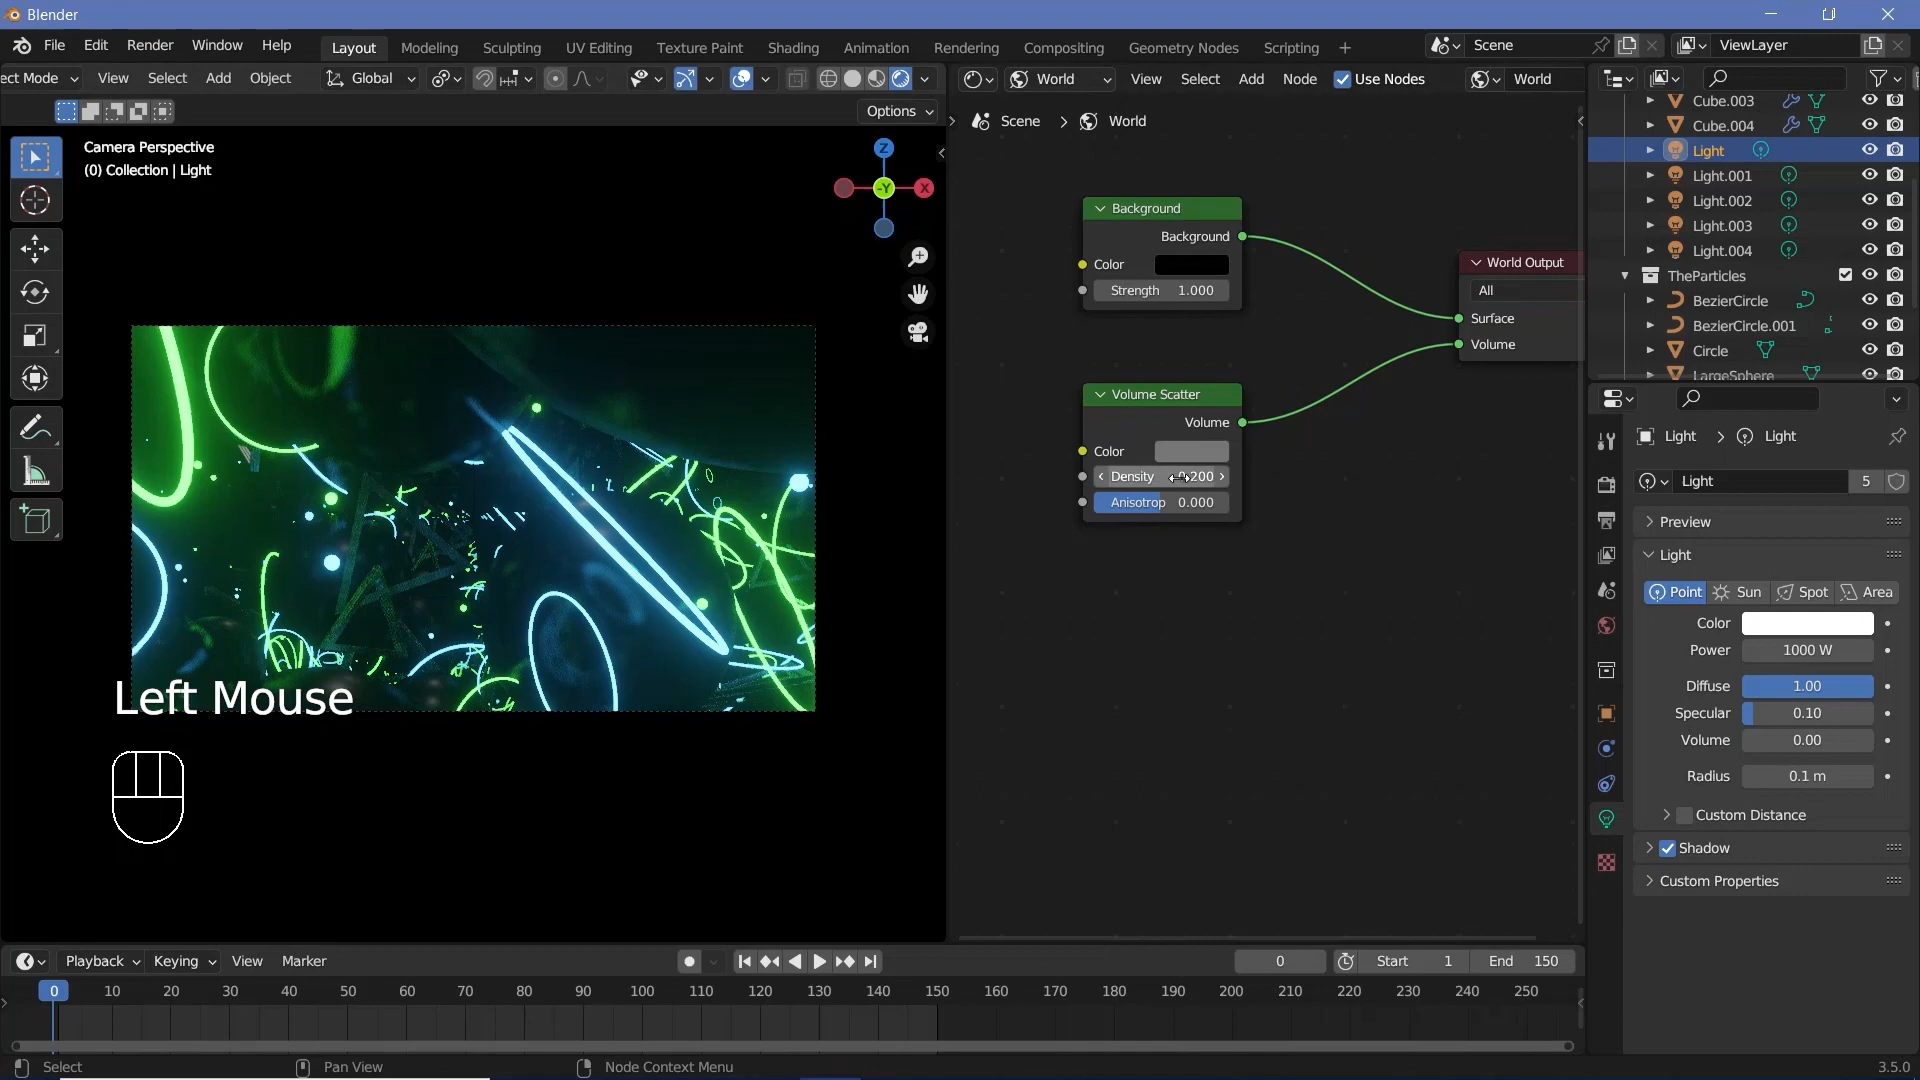 Blender
File Edit Render Window Help
Layout Modeling Sculpting UV Editing Texture Paint Shading Animation Rendering Compositing Geometry Nodes Scripting +
Scene
ViewLayer
ect Mode View Select Add Object Global
World View Select Add Node Use Nodes World
Options
Scene > World
Camera Perspective
(0) Collection | Light
Z
-Y
X
Background
Background
Color
Strength 1.000
World Output
All
Surface
Volume
Volume Scatter
Volume
Color
Density 0.200
Anisotrop 0.000
Left Mouse
Cube.003
Cube.004
Light
Light.001
Light.002
Light.003
Light.004
TheParticles
BezierCircle
BezierCircle.001
Circle
LargeSphere
Light > Light
Light 5
Preview
Light
Point Sun Spot Area
Color
Power 1000 W
Diffuse 1.00
Specular 0.10
Volume 0.00
Radius 0.1 m
Custom Distance
Shadow
Custom Properties
Playback Keying View Marker
0
Start 1
End 150
0 10 20 30 40 50 60 70 80 90 100 110 120 130 140 150 160 170 180 190 200 210 220 230 240 250
Select
Pan View
Node Context Menu
3.5.0